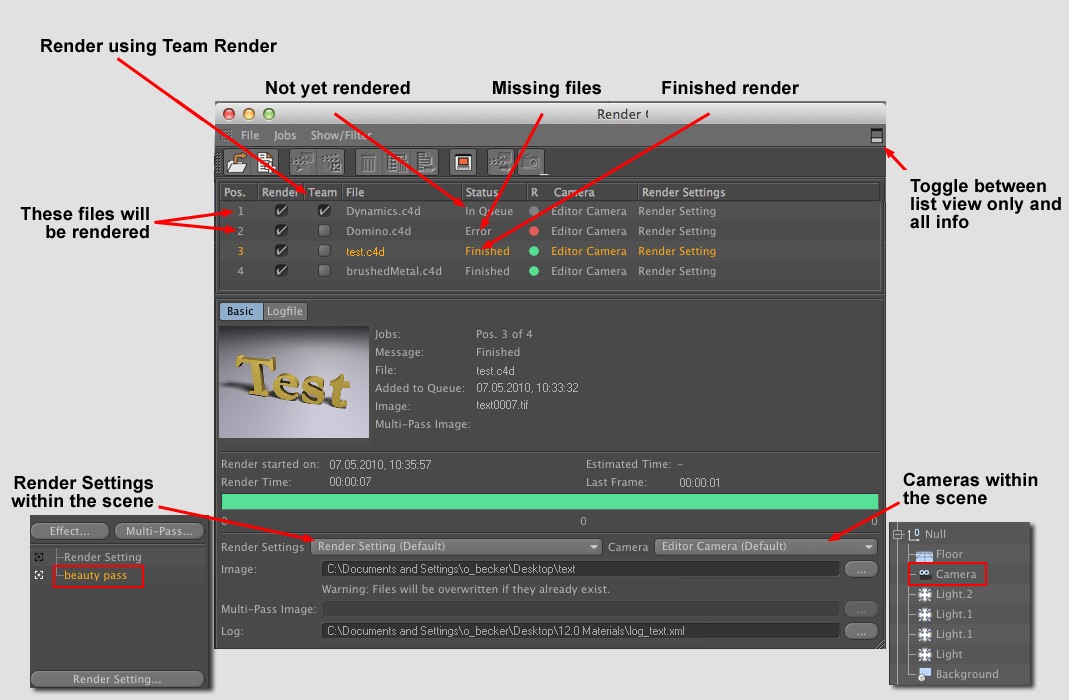 Render using Team Render
Not yet rendered
Missing files
Finished render
Render
File Jobs Show/Filter
Pos. Render Team File Status R Camera Render Settings
1 Dynamics.c4d In Queue Editor Camera Render Setting
2 Domino.c4d Error Editor Camera Render Setting
3 test.c4d Finished Editor Camera Render Setting
4 brushedMetal.c4d Finished Editor Camera Render Setting
These files will
be rendered
Toggle between
list view only and
all info
Basic Logfile
Test
Jobs: Pos. 3 of 4
Message: Finished
File: test.c4d
Added to Queue: 07.05.2010, 10:33:32
Image: text0007.tif
Multi-Pass Image:
Render started on: 07.05.2010, 10:35:57 Estimated Time: -
Render Time: 00:00:07 Last Frame: 00:00:01
0 0 0
Render Settings Render Setting (Default) Camera Editor Camera (Default)
Image: C:\Documents and Settings\o_becker\Desktop\text ...
Warning: Files will be overwritten if they already exist.
Multi-Pass Image: ...
Log: C:\Documents and Settings\o_becker\Desktop\12.0 Materials\log_text.xml ...
Render Settings
within the scene
Effect... Multi-Pass...
Render Setting
beauty pass
Render Setting...
Cameras within
the scene
Null
Floor
Camera
Light.2
Light.1
Light.1
Light
Background